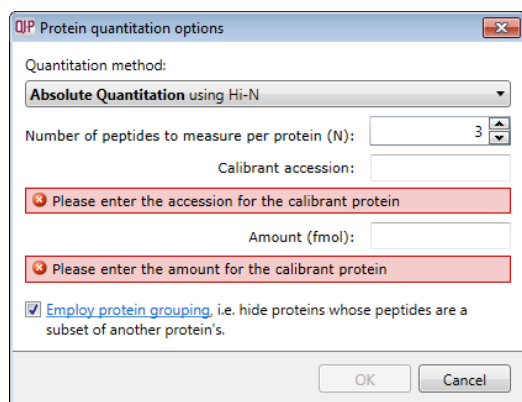 QIP Protein quantitation options
Quantitation method:
Absolute Quantitation using Hi-N
Number of peptides to measure per protein (N): 3
Calibrant accession:
Please enter the accession for the calibrant protein
Amount (fmol):
Please enter the amount for the calibrant protein
Employ protein grouping, i.e. hide proteins whose peptides are a
subset of another protein's.
OK Cancel